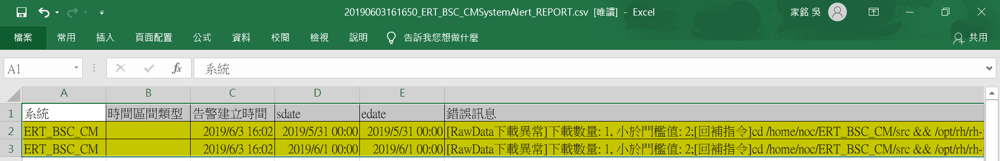 20190603161650_ERT_BSC_CMSystemAlert_REPORT.csv [唯讀] - Excel 家銘 吳
檔案 常用 插入 頁面配置 公式 資料 校閱 檢視 說明 告訴我您想做什麼 共用
A1 fx 系統
A B C D E
1 系統 時間區間類型 告警建立時間 sdate edate 錯誤訊息
2 ERT_BSC_CM 2019/6/3 16:02 2019/5/31 00:00 2019/5/31 00:00 [RawData下載異常]下載數量: 1, 小於門檻值: 2;[回補指令]cd /home/noc/ERT_BSC_CM/src && /opt/rh/rh-
3 ERT_BSC_CM 2019/6/3 16:02 2019/6/1 00:00 2019/6/1 00:00 [RawData下載異常]下載數量: 1, 小於門檻值: 2;[回補指令]cd /home/noc/ERT_BSC_CM/src && /opt/rh/rh-